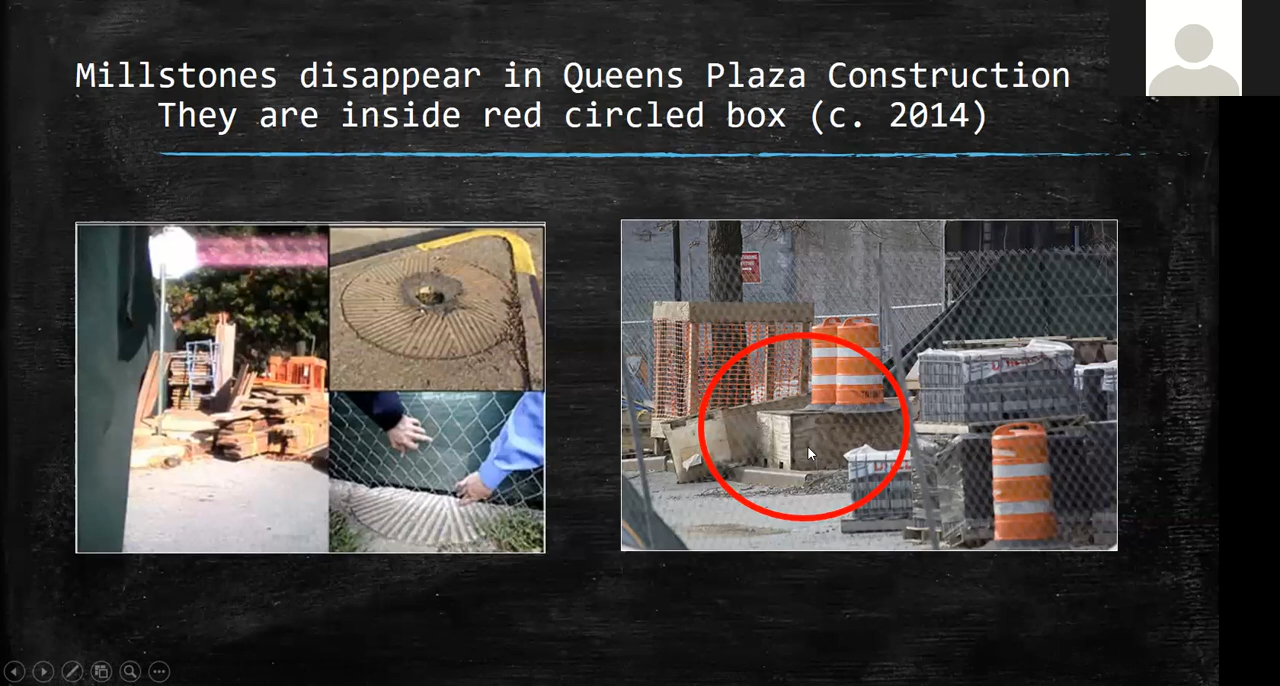 Millstones disappear in Queens Plaza Construction
They are inside red circled box (c. 2014)